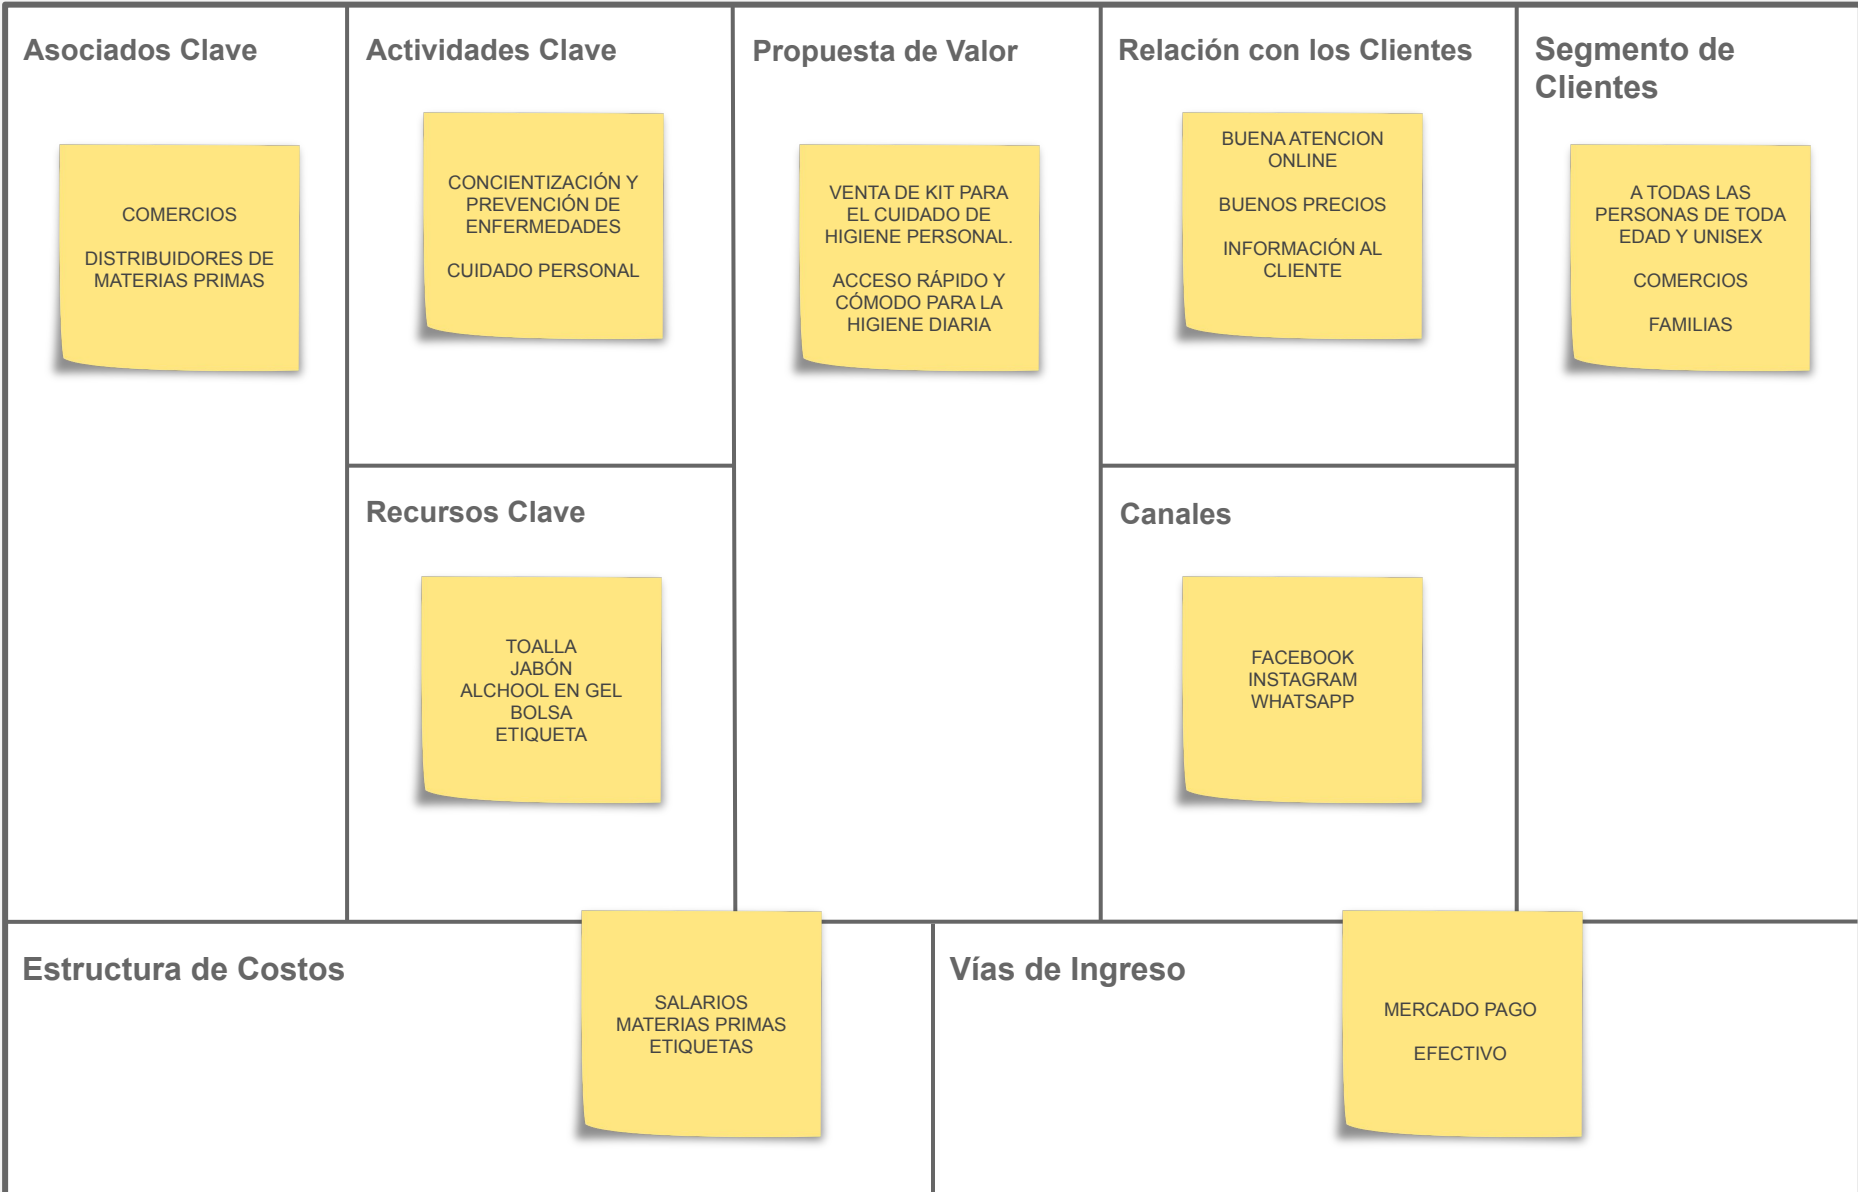 Asociados Clave
COMERCIOS
DISTRIBUIDORES DE
MATERIAS PRIMAS
Actividades Clave
CONCIENTIZACIÓN Y
PREVENCIÓN DE
ENFERMEDADES
CUIDADO PERSONAL
Recursos Clave
TOALLA
JABÓN
ALCHOOL EN GEL
BOLSA
ETIQUETA
Propuesta de Valor
VENTA DE KIT PARA
EL CUIDADO DE
HIGIENE PERSONAL.
ACCESO RÁPIDO Y
CÓMODO PARA LA
HIGIENE DIARIA
Relación con los Clientes
BUENA ATENCION
ONLINE
BUENOS PRECIOS
INFORMACIÓN AL
CLIENTE
Canales
FACEBOOK
INSTAGRAM
WHATSAPP
Segmento de
Clientes
A TODAS LAS
PERSONAS DE TODA
EDAD Y UNISEX
COMERCIOS
FAMILIAS
Estructura de Costos
SALARIOS
MATERIAS PRIMAS
ETIQUETAS
Vías de Ingreso
MERCADO PAGO
EFECTIVO